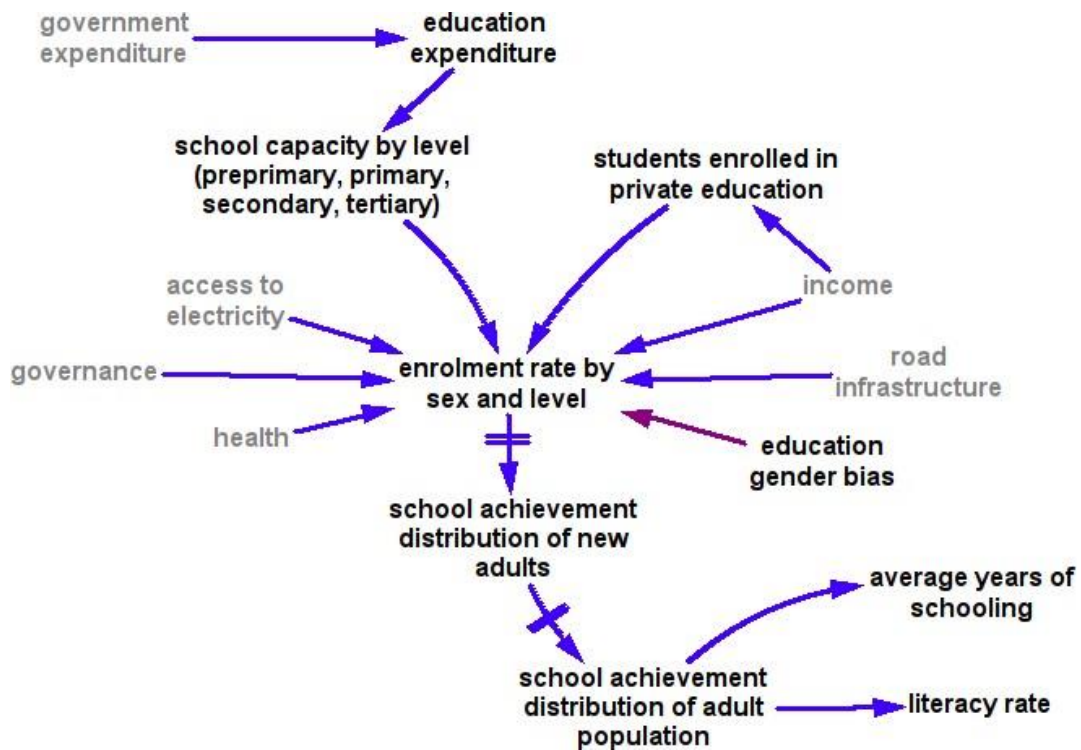 government
expenditure
education
expenditure
school capacity by level
(preprimary, primary,
secondary, tertiary)
students enrolled in
private education
access to
electricity
income
governance
enrolment rate by
sex and level
road
infrastructure
health
education
gender bias
school achievement
distribution of new
adults
average years of
schooling
school achievement
distribution of adult
population
literacy rate